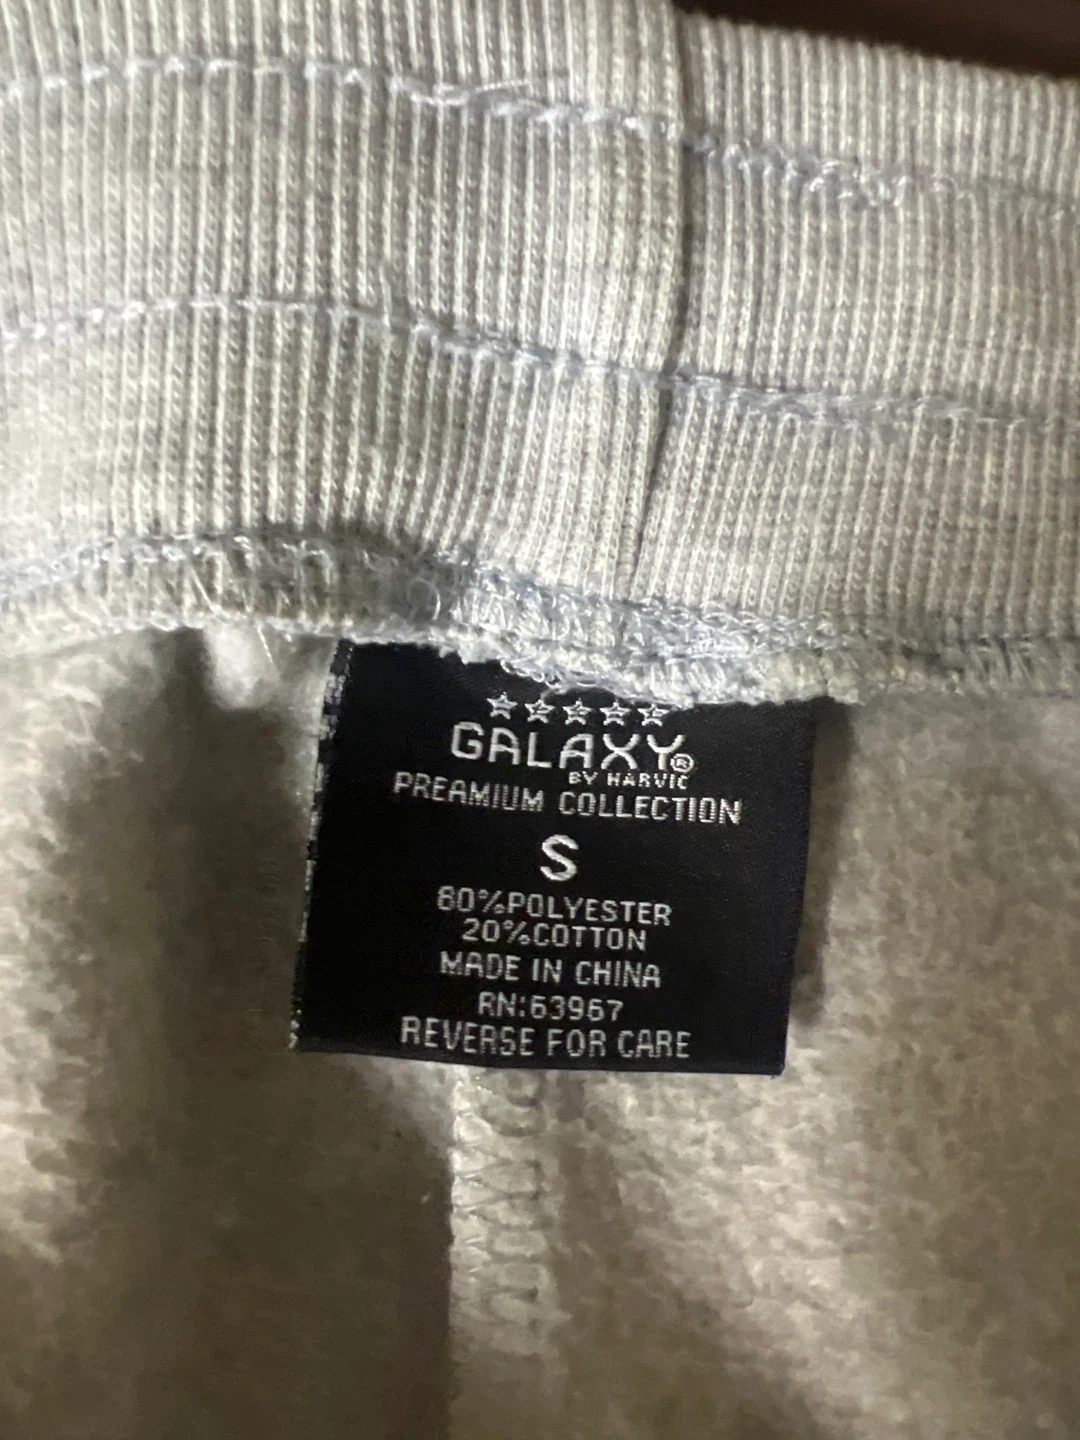 GALAXY®
BY HARVIC
PREAMIUM COLLECTION
S
80%POLYESTER
20%COTTON
MADE IN CHINA
RN:63967
REVERSE FOR CARE